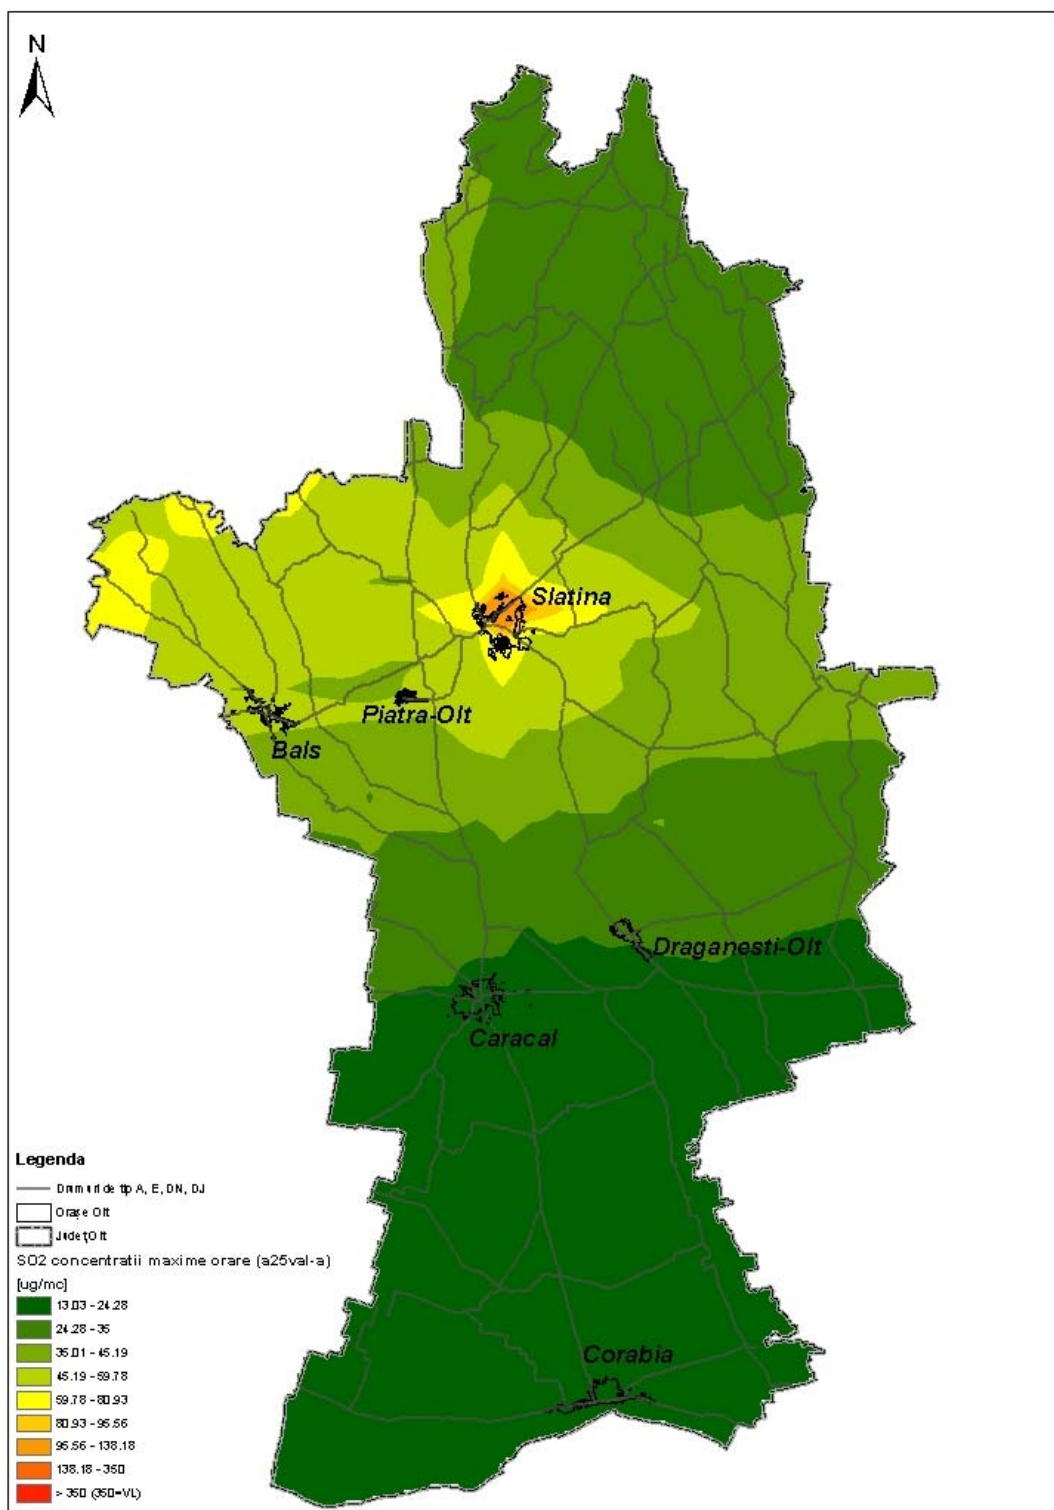 N
Slatina
Piatra-Olt
Bals
Draganesti-Olt
Caracal
Corabia
Legenda
Drumuri de tip A, E, DN, DJ
Orașe Olt
Județ Olt
SO2 concentratii maxime orare (a25val-a)
[ug/mc]
13.03 - 24.28
24.28 - 35
35.01 - 45.19
45.19 - 59.78
59.78 - 80.93
80.93 - 95.56
95.56 - 138.18
138.18 - 350
> 350 (350=VL)